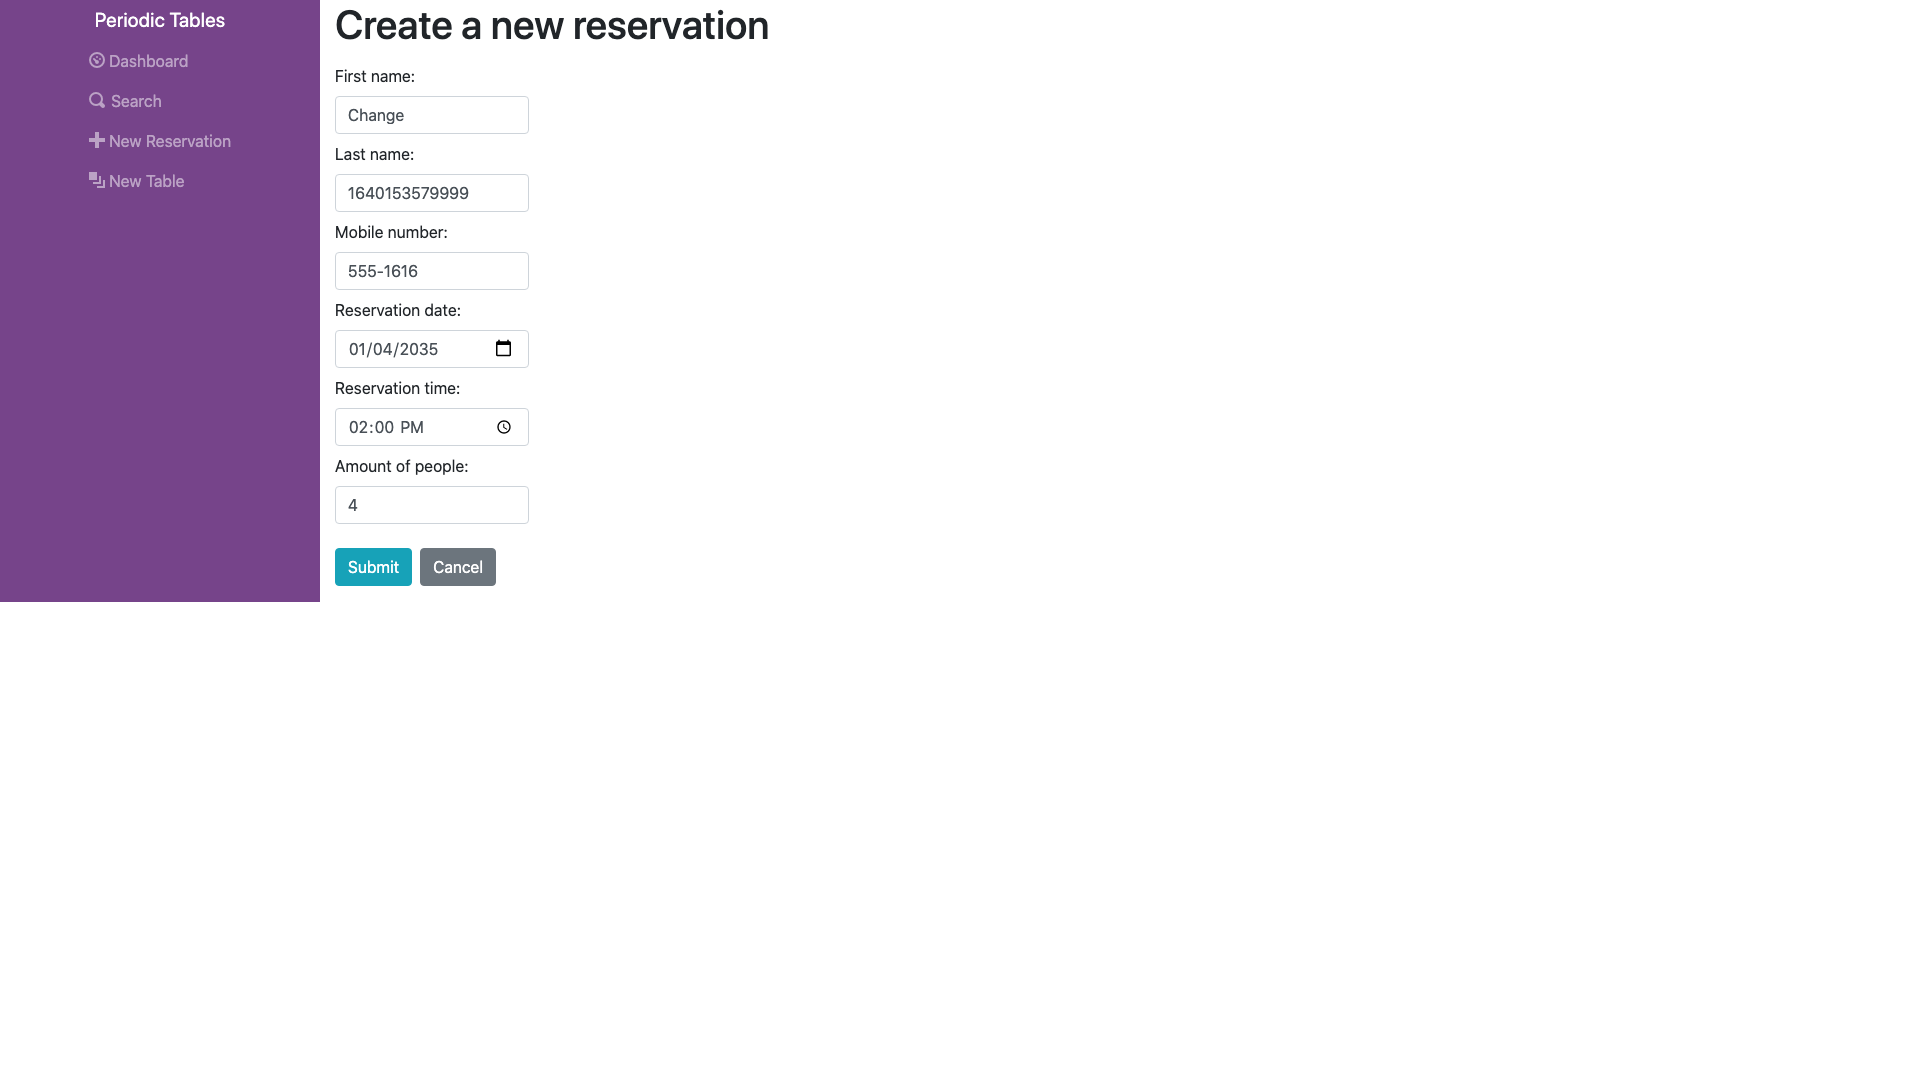 Periodic Tables
Dashboard
Search
New Reservation
New Table
Create a new reservation
First name:
Change
Last name:
1640153579999
Mobile number:
555-1616
Reservation date:
01/04/2035
Reservation time:
02:00 PM
Amount of people:
4
Submit Cancel